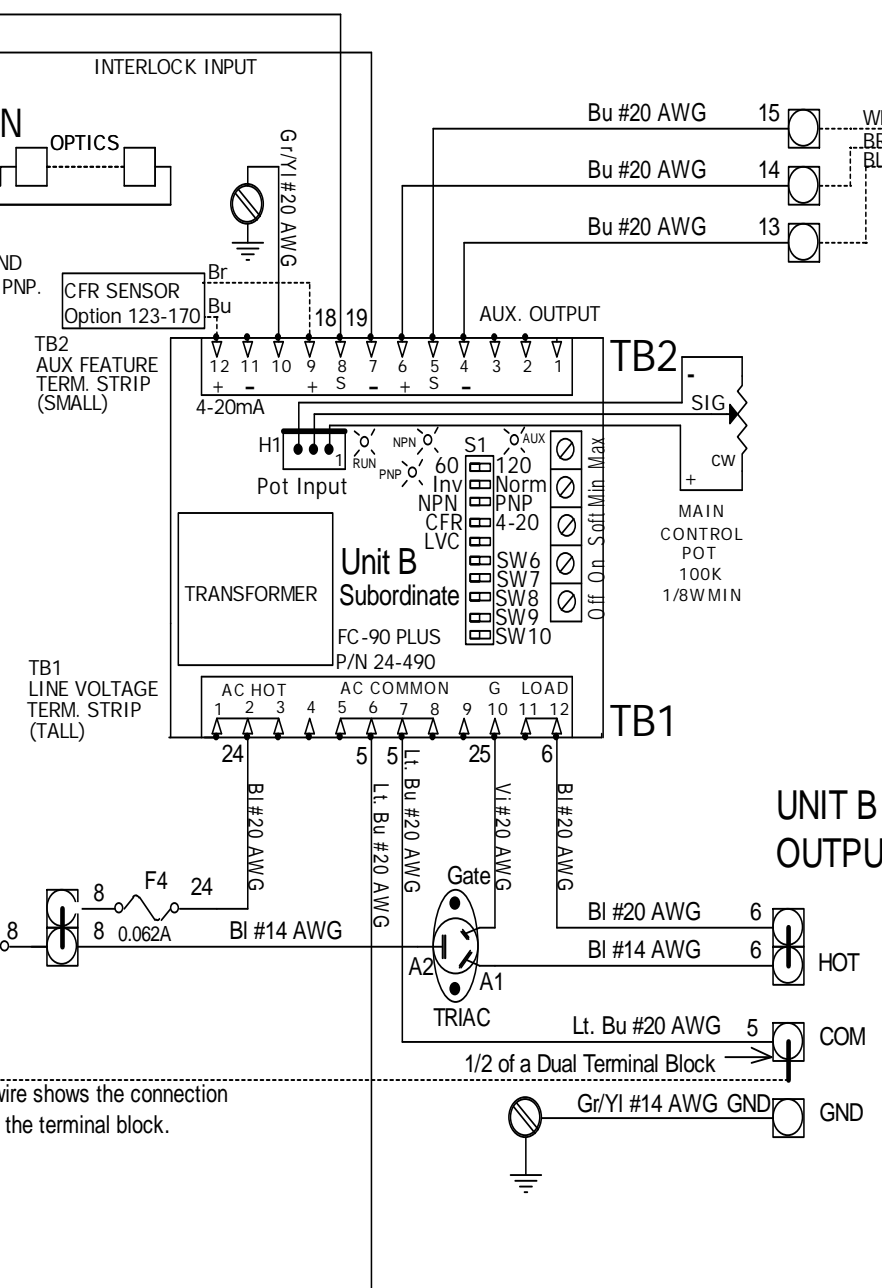 INTERLOCK INPUT
N
OPTICS
Gr/Yl #20 AWG
Bu #20 AWG 15
Bu #20 AWG 14
Bu #20 AWG 13
ND
PNP.
CFR SENSOR
Option 123-170
Br
Bu
18 19
AUX. OUTPUT
TB2
AUX FEATURE
TERM. STRIP
(SMALL)
12 11 10 9 8 7 6 5 4 3 2 1
+ - + S - + S -
4-20mA
TB2
-
SIG
CW
+
MAIN
CONTROL
POT
100K
1/8WMIN
H1
1
Pot Input
RUN
NPN
PNP
S1
AUX
60 120
Inv Norm
NPN PNP
CFR 4-20
LVC
SW6
SW7
SW8
SW9
SW10
Off On Soft Min Max
TRANSFORMER
Unit B
Subordinate
FC-90 PLUS
P/N 24-490
TB1
LINE VOLTAGE
TERM. STRIP
(TALL)
AC HOT AC COMMON G LOAD
1 2 3 4 5 6 7 8 9 10 11 12
TB1
24 5 5 25 6
Bl #20 AWG
Lt. Bu #20 AWG
Lt. Bu #20 AWG
Vi #20 AWG
Bl #20 AWG
UNIT B
OUTPU
8 F4 24
0.062A
8 8 Bl #14 AWG
Gate
A2
A1
TRIAC
Bl #20 AWG 6
Bl #14 AWG 6
HOT
Lt. Bu #20 AWG 5
COM
1/2 of a Dual Terminal Block
wire shows the connection
the terminal block.
Gr/Yl #14 AWG GND
GND